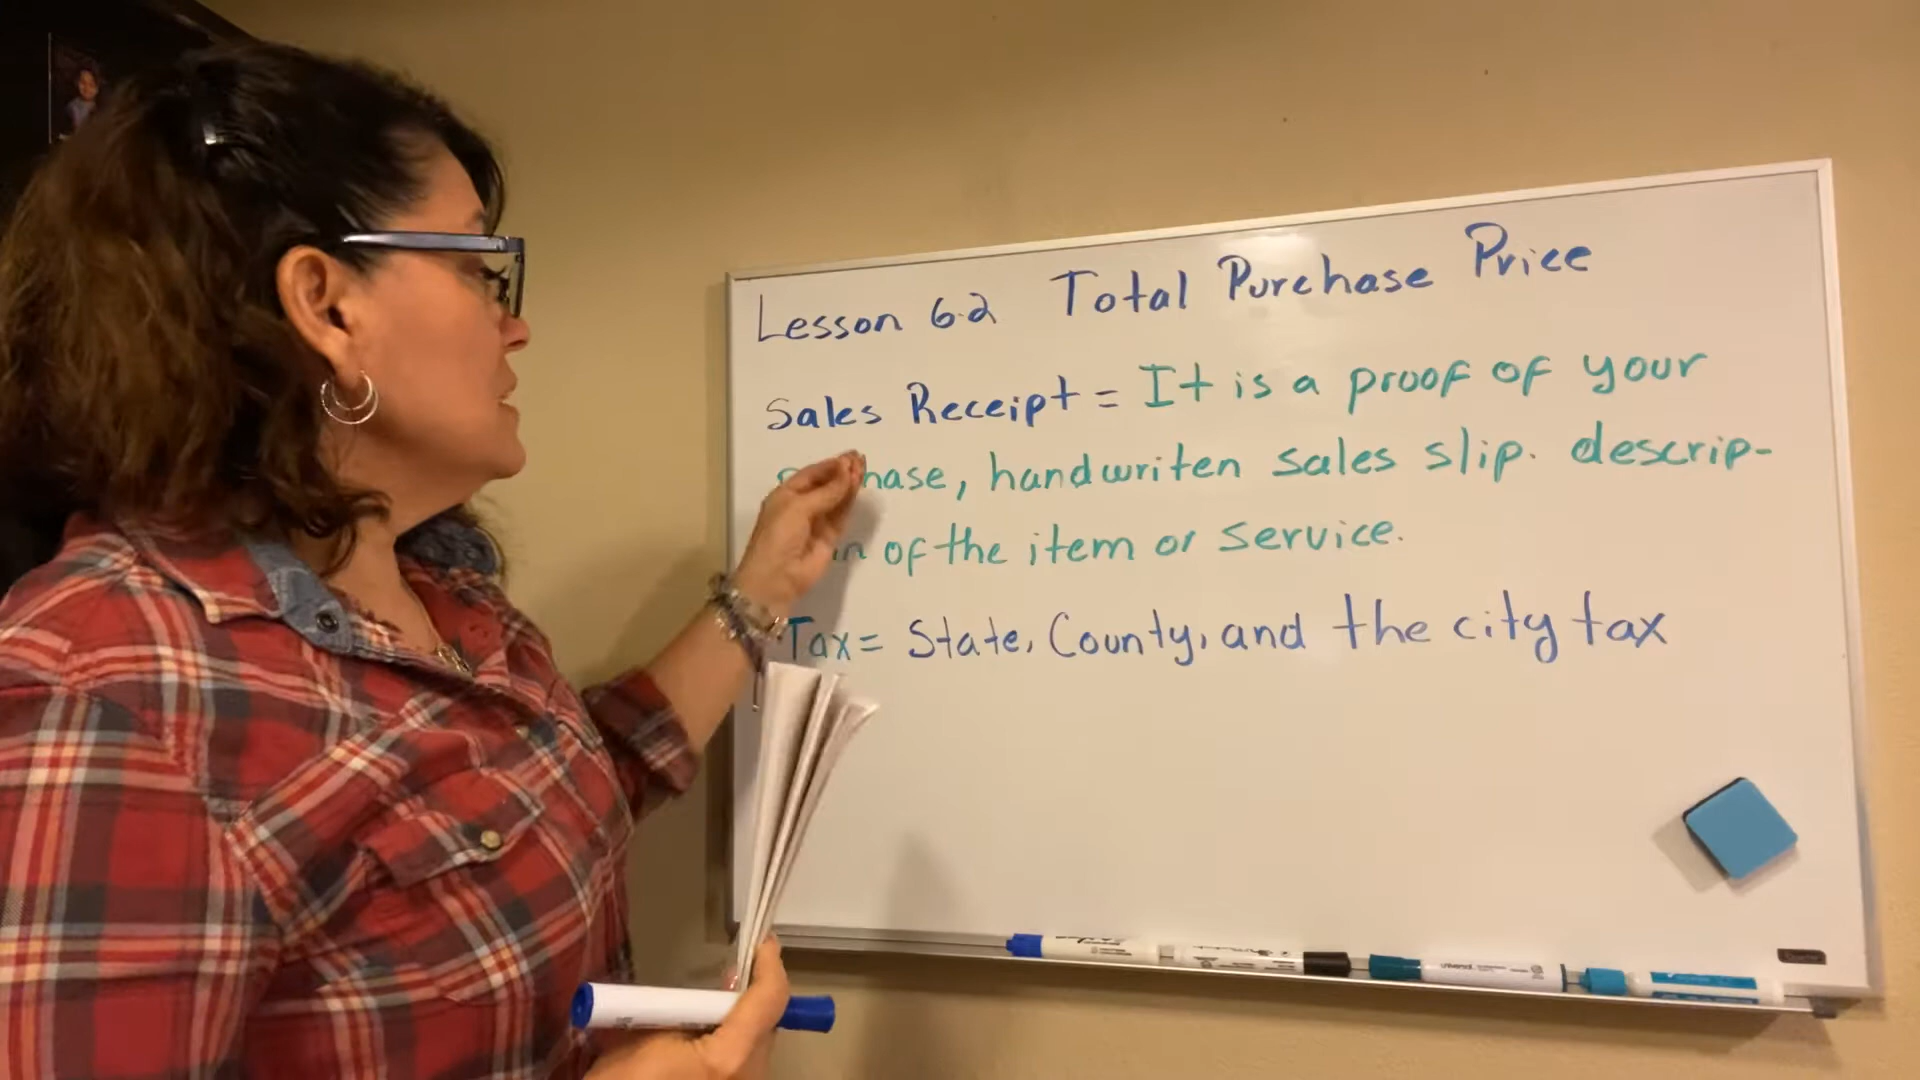 Lesson 6.2 Total Purchase Price
Sales Receipt = It is a proof of your
handwriten sales slip. descrip-
of the item or service.
Tax = State, County, and the city tax